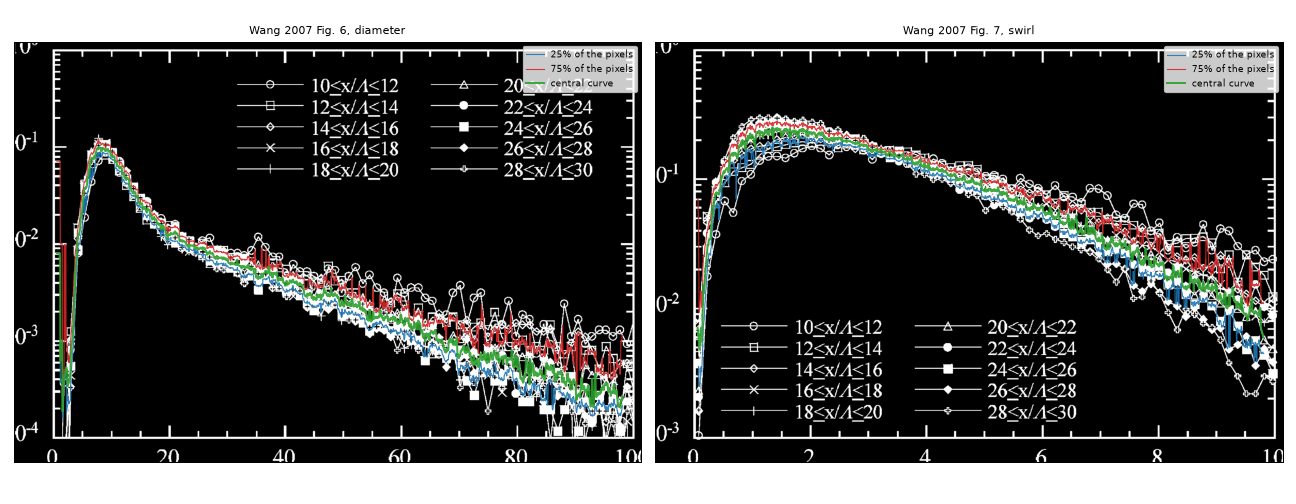 Wang 2007 Fig. 6, diameter
25% of the pixels
75% of the pixels
central curve
10≤x/Λ≤12
12≤x/Λ≤14
14≤x/Λ≤16
16≤x/Λ≤18
18≤x/Λ≤20
22≤x/Λ≤24
24≤x/Λ≤26
26≤x/Λ≤28
28≤x/Λ≤30
0 20 40 60 80
Wang 2007 Fig. 7, swirl
25% of the pixels
75% of the pixels
central curve
10≤x/Λ≤12
12≤x/Λ≤14
14≤x/Λ≤16
16≤x/Λ≤18
18≤x/Λ≤20
20≤x/Λ≤22
22≤x/Λ≤24
24≤x/Λ≤26
26≤x/Λ≤28
28≤x/Λ≤30
0 2 4 6 8 10